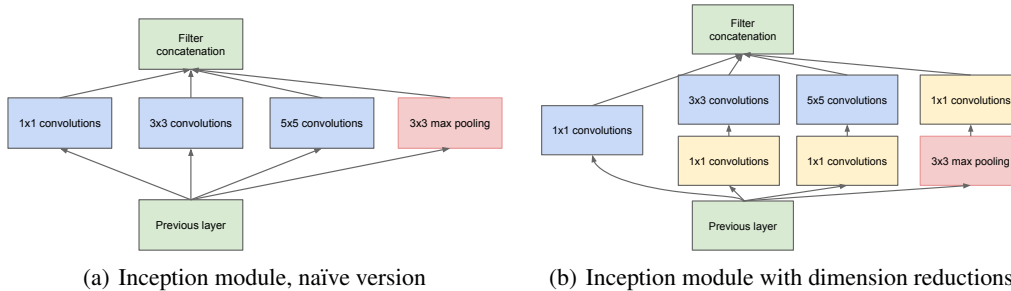 Filter
concatenation
1x1 convolutions
3x3 convolutions
5x5 convolutions
3x3 max pooling
Previous layer
(a) Inception module, naïve version
Filter
concatenation
3x3 convolutions
5x5 convolutions
1x1 convolutions
1x1 convolutions
1x1 convolutions
1x1 convolutions
3x3 max pooling
Previous layer
(b) Inception module with dimension reductions